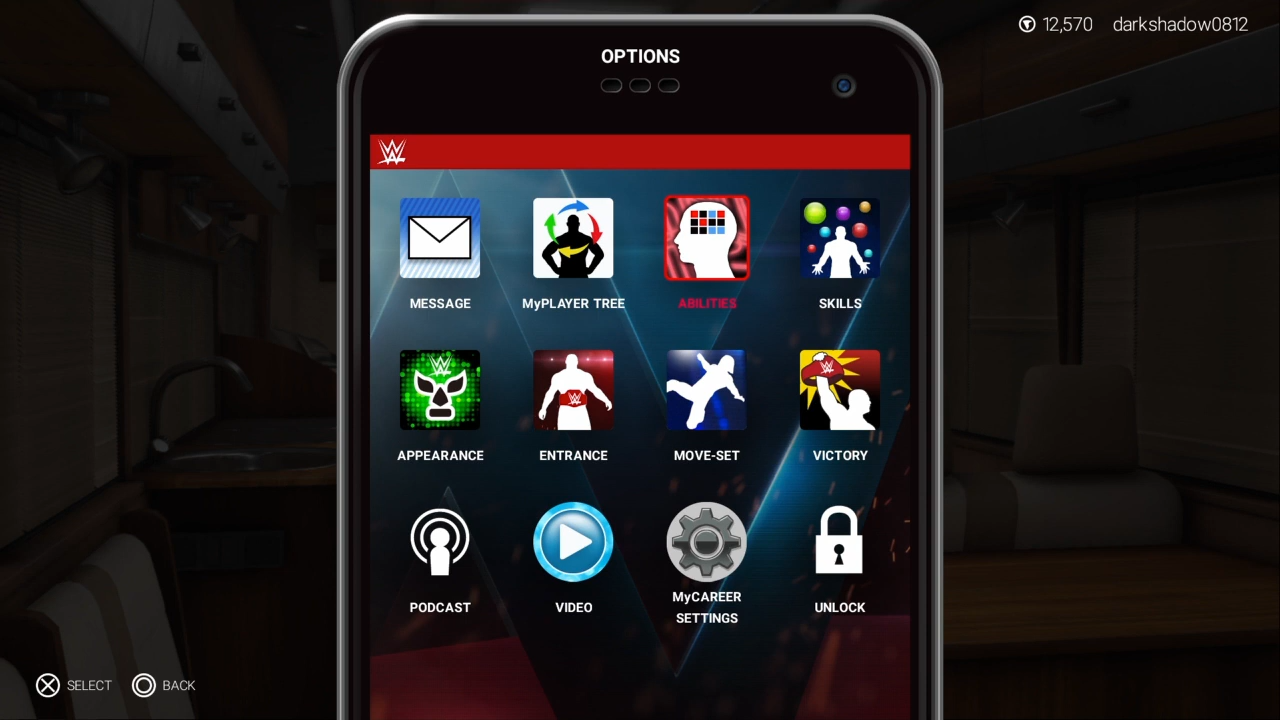 OPTIONS
12,570 darkshadow0812
MESSAGE
MyPLAYER TREE
ABILITIES
SKILLS
APPEARANCE
ENTRANCE
MOVE-SET
VICTORY
PODCAST
VIDEO
MyCAREER
SETTINGS
UNLOCK
SELECT
BACK